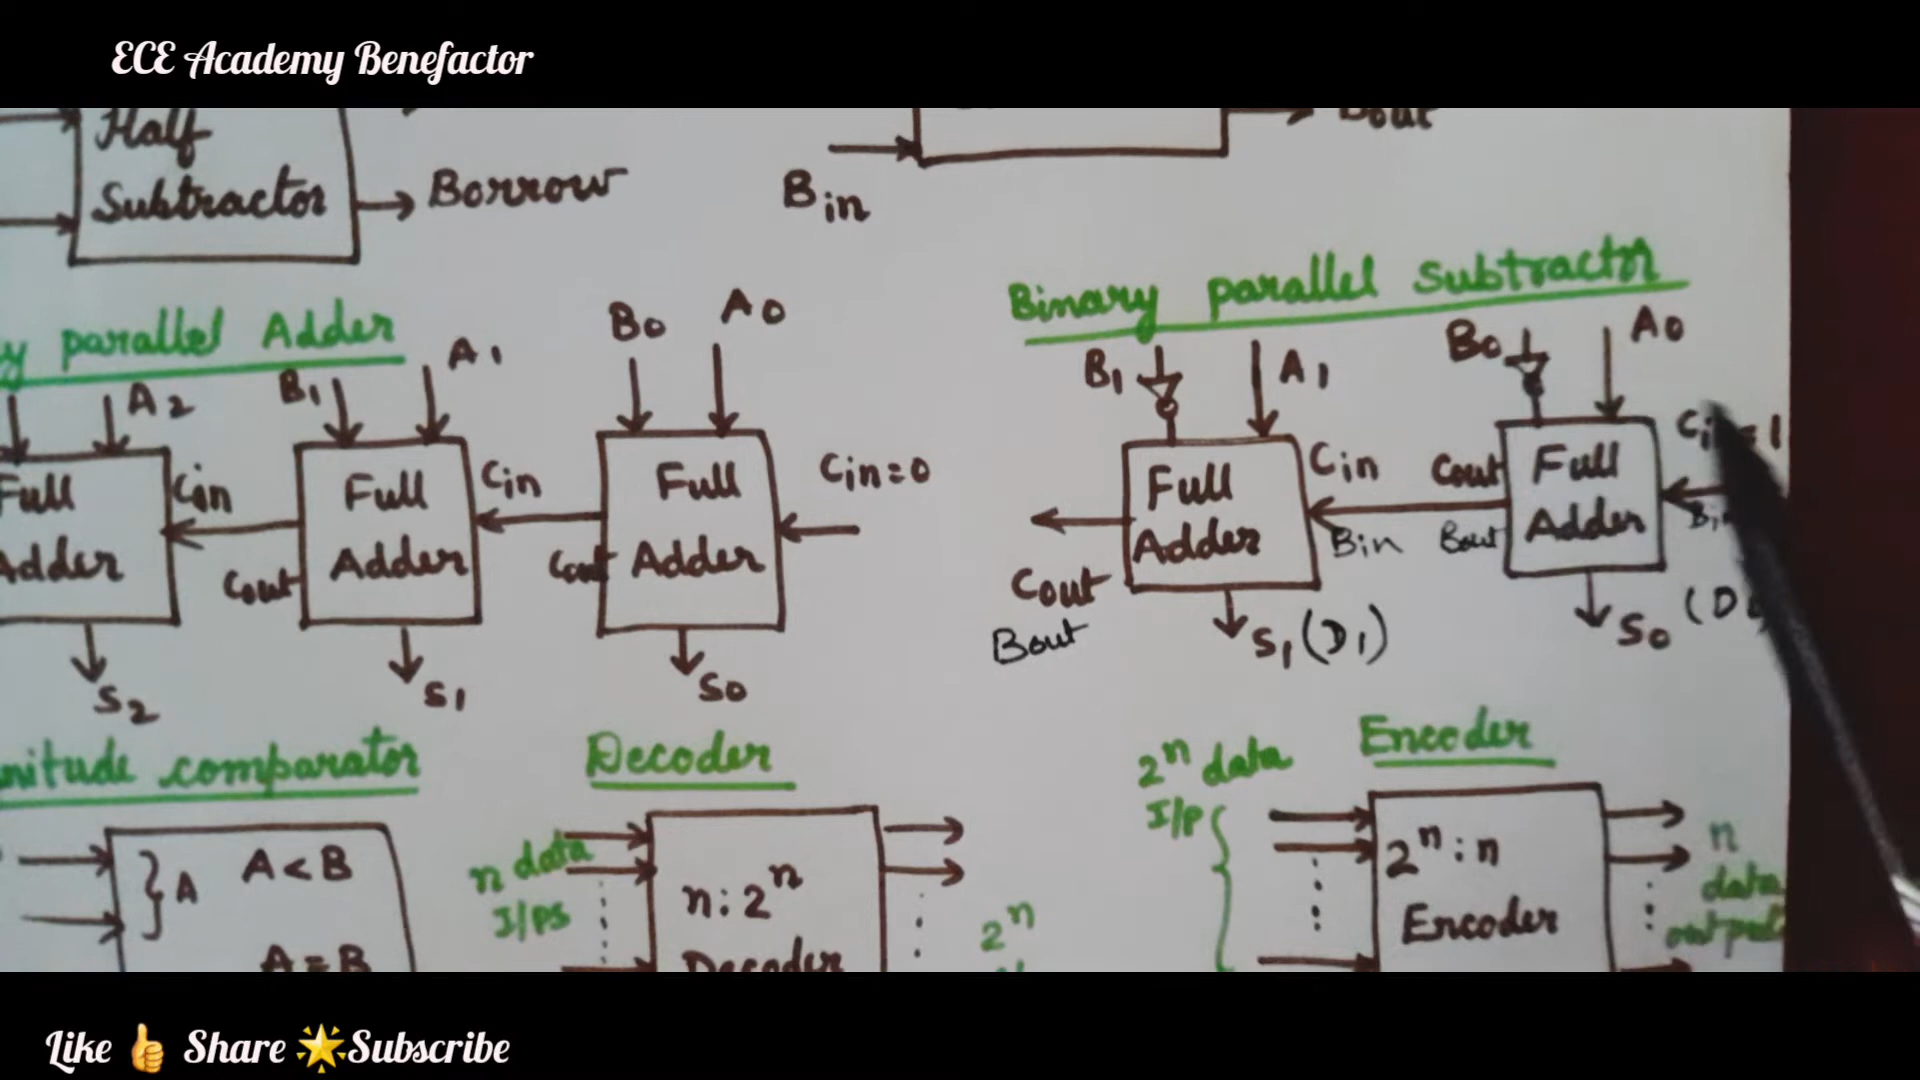 ECE Academy Benefactor
Half
Subtractor
Borrow
Bin
Bout
parallel Adder
A2
B1
A1
B0
A0
Full
Adder
Cin
Cout
Full
Adder
Cin
Cout
Full
Adder
Cin=0
S2
S1
S0
Binary parallel Subtractor
B1
A1
B0
A0
Full
Adder
Cin
Bin
Cout
Bout
Full
Adder
Cout
Bout
S1 (D1)
S0
comparator
A
A<B
A=B
Decoder
n data
I/PS
n:2ⁿ
Decoder
2ⁿ
Encoder
2ⁿ data
I/P
2ⁿ:n
Encoder
n
data
output
Like 👍 Share 🌟Subscribe